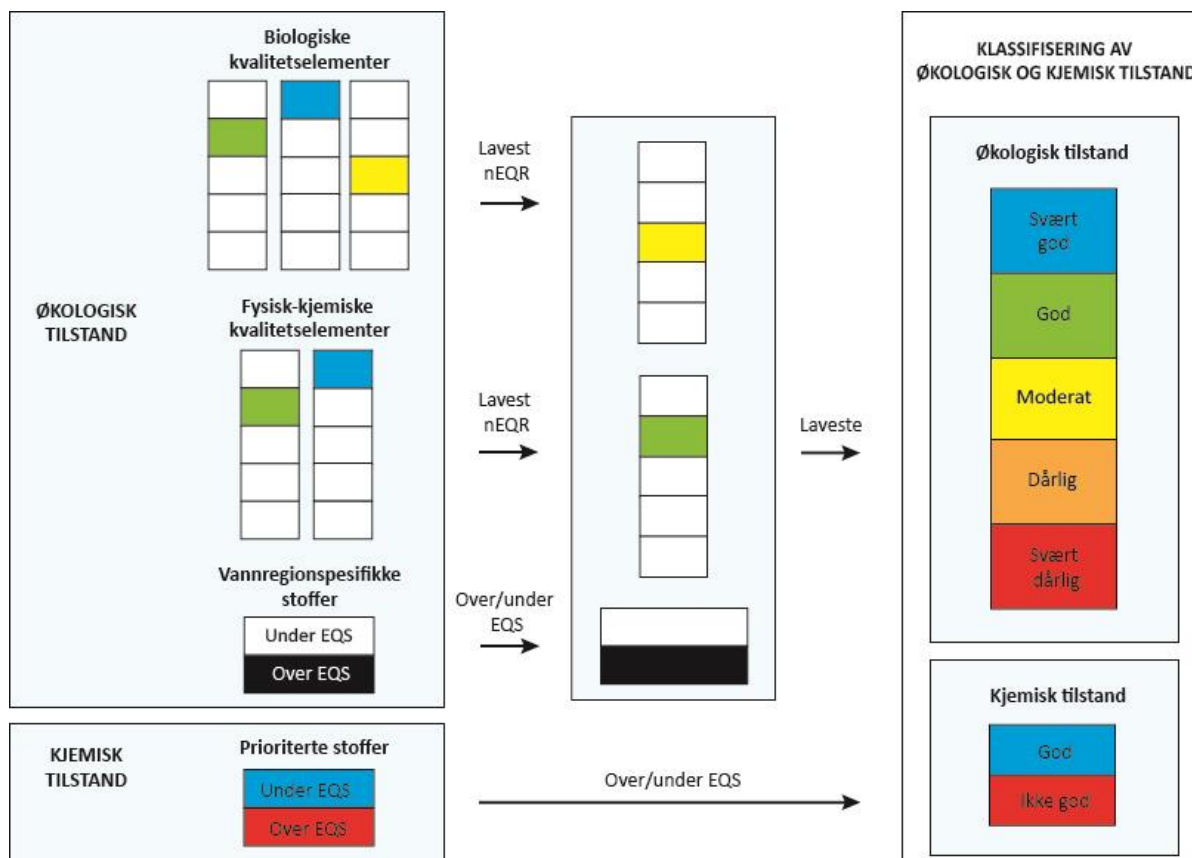 Biologiske
kvalitetselementer
Lavest
nEQR
ØKOLOGISK
TILSTAND
Fysisk-kjemiske
kvalitetselementer
Lavest
nEQR
Vannregionspesifikke
stoffer
Under EQS
Over EQS
Over/under
EQS
Laveste
KJEMISK
TILSTAND
Prioriterte stoffer
Under EQS
Over EQS
Over/under EQS
KLASSIFISERING AV
ØKOLOGISK OG KJEMISK TILSTAND
Økologisk tilstand
Svært
god
God
Moderat
Dårlig
Svært
dårlig
Kjemisk tilstand
God
Ikke god